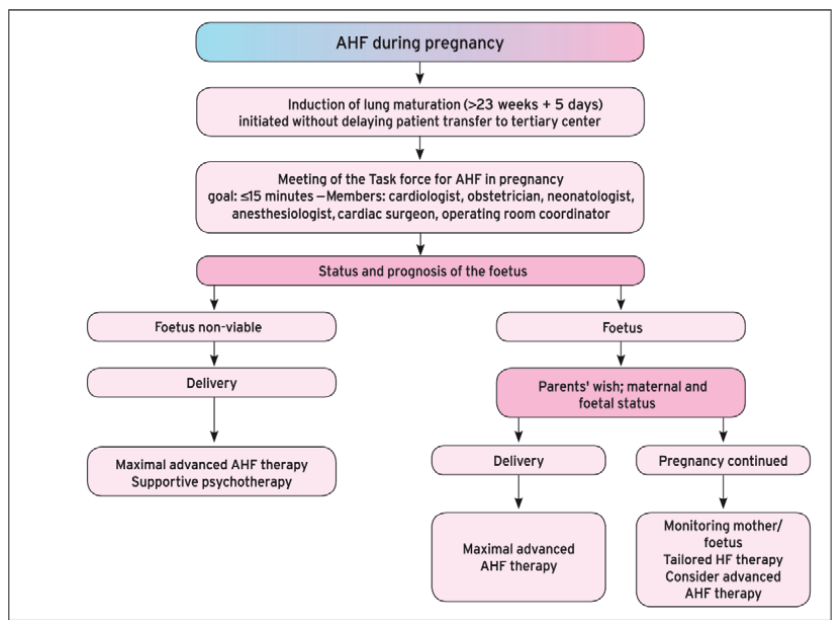 AHF during pregnancy
Induction of lung maturation (>23 weeks + 5 days)
initiated without delaying patient transfer to tertiary center
Meeting of the Task force for AHF in pregnancy
goal: ≤15 minutes – Members: cardiologist, obstetrician, neonatologist,
anesthesiologist, cardiac surgeon, operating room coordinator
Status and prognosis of the foetus
Foetus non-viable
Foetus
Delivery
Parents' wish; maternal and
foetal status
Maximal advanced AHF therapy
Supportive psychotherapy
Delivery
Pregnancy continued
Maximal advanced
AHF therapy
Monitoring mother/
foetus
Tailored HF therapy
Consider advanced
AHF therapy